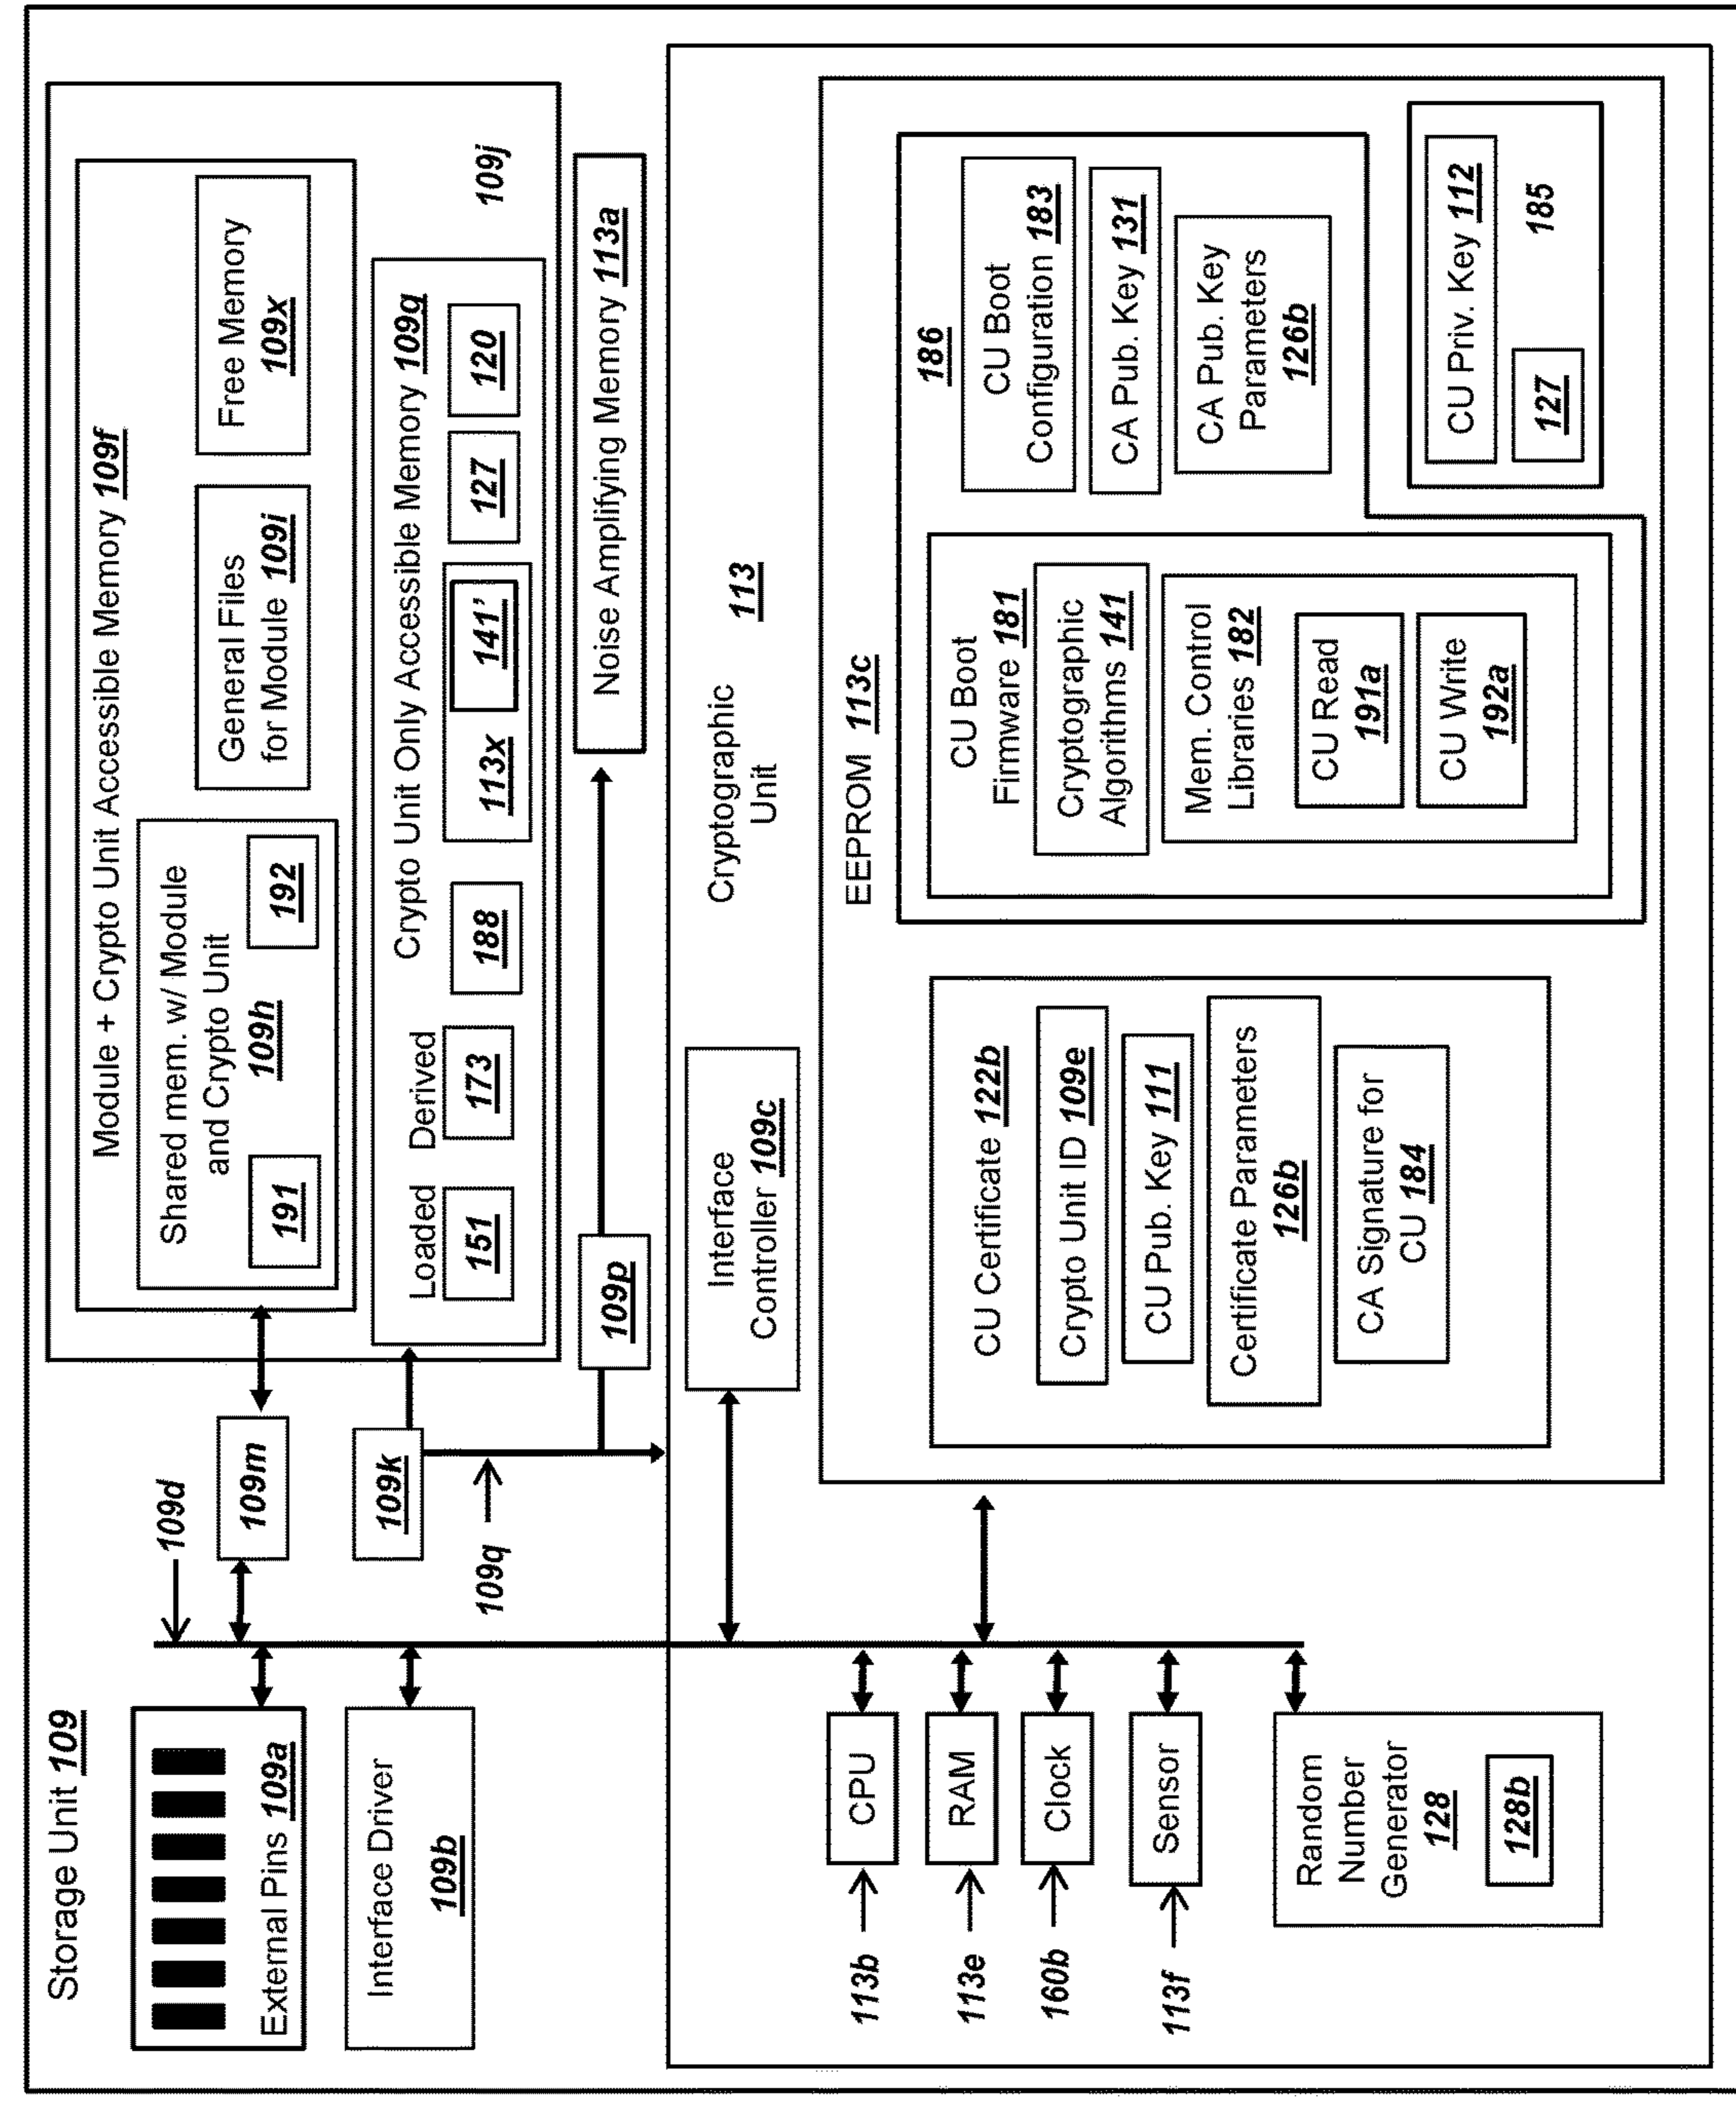 Storage Unit 109
External Pins 109a
Interface Driver
109b
109d
109m
109k
109q
109p
Module + Crypto Unit Accessible Memory 109f
Shared mem. w/ Module
and Crypto Unit
109h
191
192
General Files
for Module 109i
Free Memory
109x
Crypto Unit Only Accessible Memory 109g
Loaded
151
Derived
173
188
113x
141’
127
120
109j
Noise Amplifying Memory 113a
Cryptographic
Unit
113
Interface
Controller 109c
113b
CPU
113e
RAM
160b
Clock
113f
Sensor
Random
Number
Generator
128
128b
EEPROM 113c
CU Certificate 122b
Crypto Unit ID 109e
CU Pub. Key 111
Certificate Parameters
126b
CA Signature for
CU 184
186
CU Boot
Firmware 181
Cryptographic
Algorithms 141
Mem. Control
Libraries 182
CU Read
191a
CU Write
192a
CU Boot
Configuration 183
CA Pub. Key 131
CA Pub. Key
Parameters
126b
CU Priv. Key 112
127
185